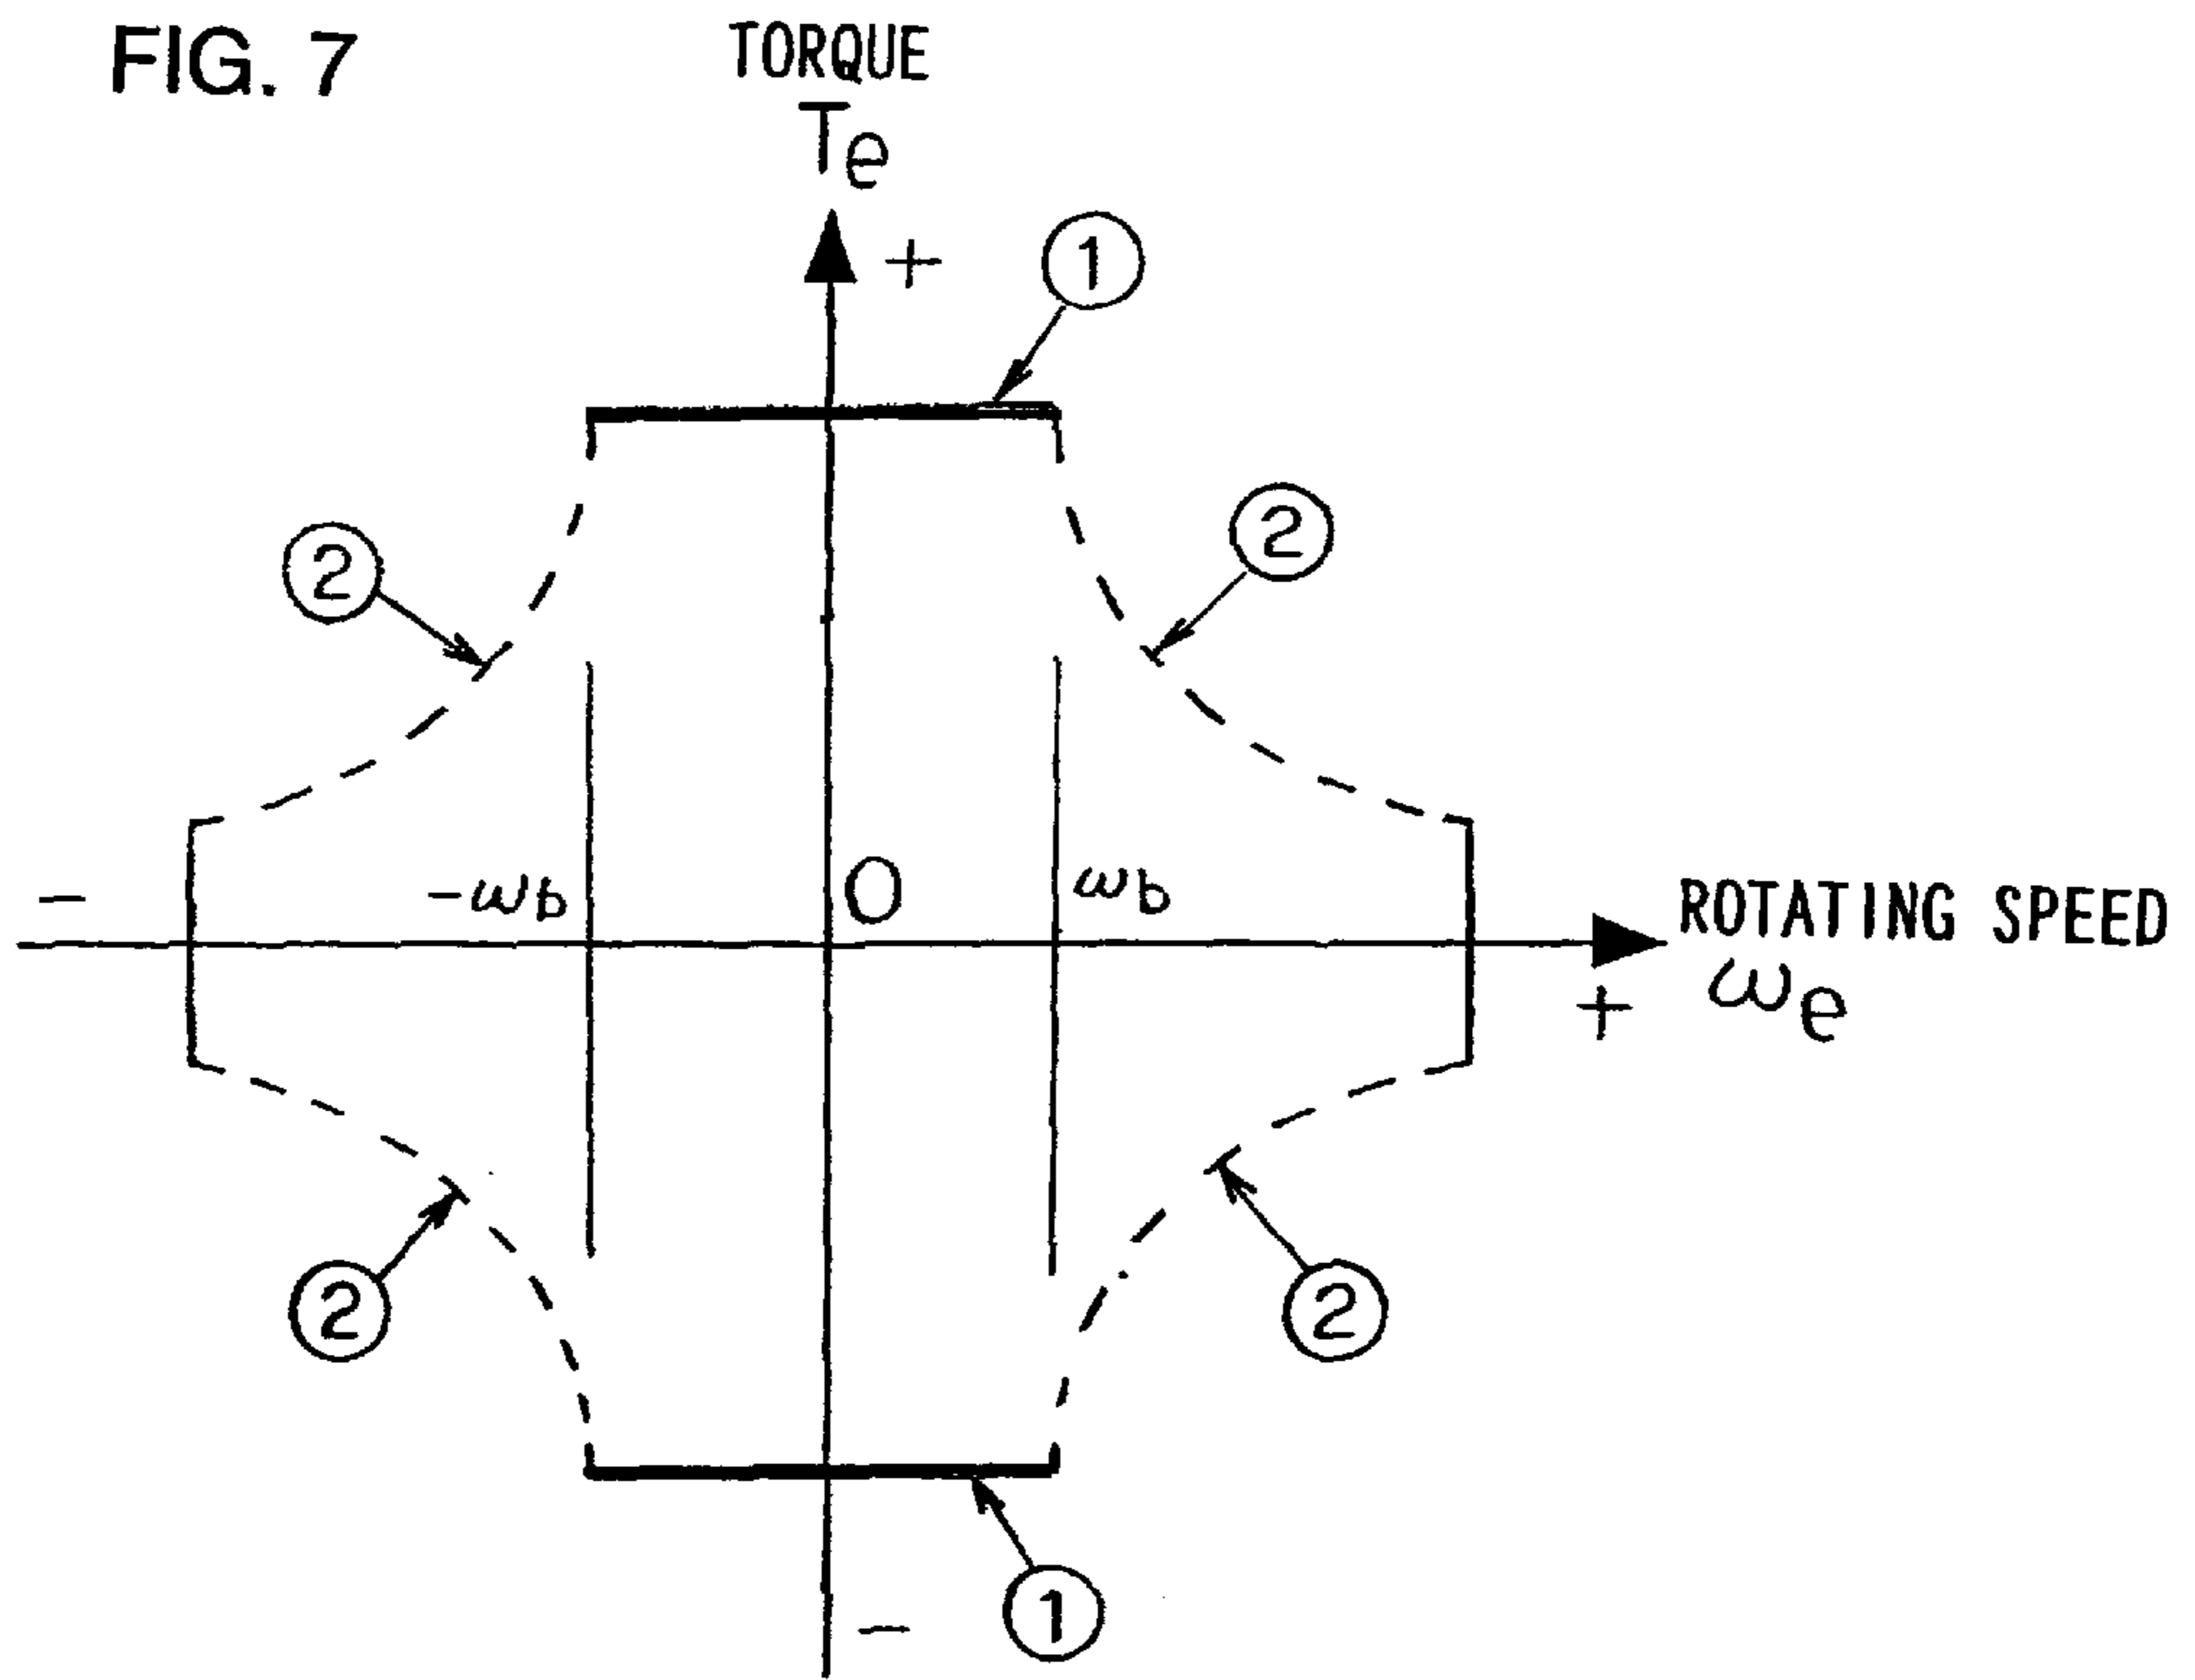 FIG. 7
TORQUE
Te
+
①
②
②
−
−ωb
O
ωb
ROTATING SPEED
+
ωe
②
②
①
−